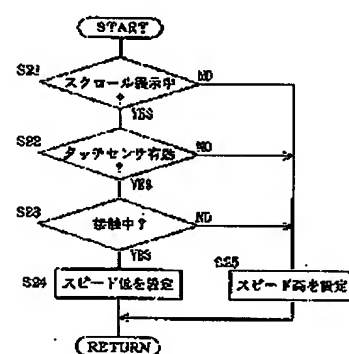 START
S21
スクロール表示中
?
NO
YES
S22
タッチセンサ有効
?
NO
YES
S23
接触中?
NO
YES
S24
スピード低を設定
S25
スピード高を設定
RETURN